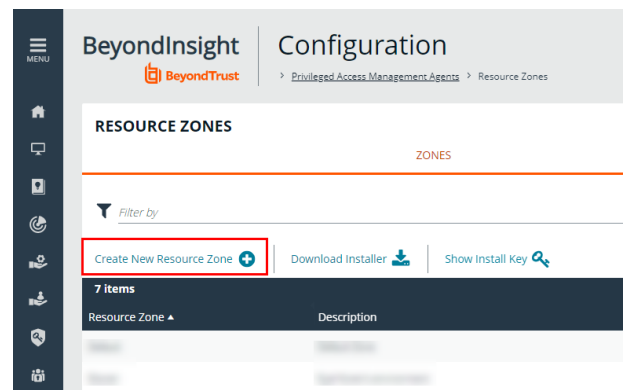 MENU
BeyondInsight
BeyondTrust
Configuration
> Privileged Access Management Agents > Resource Zones
RESOURCE ZONES
ZONES
Filter by
Create New Resource Zone
Download Installer
Show Install Key
7 items
Resource Zone
Description